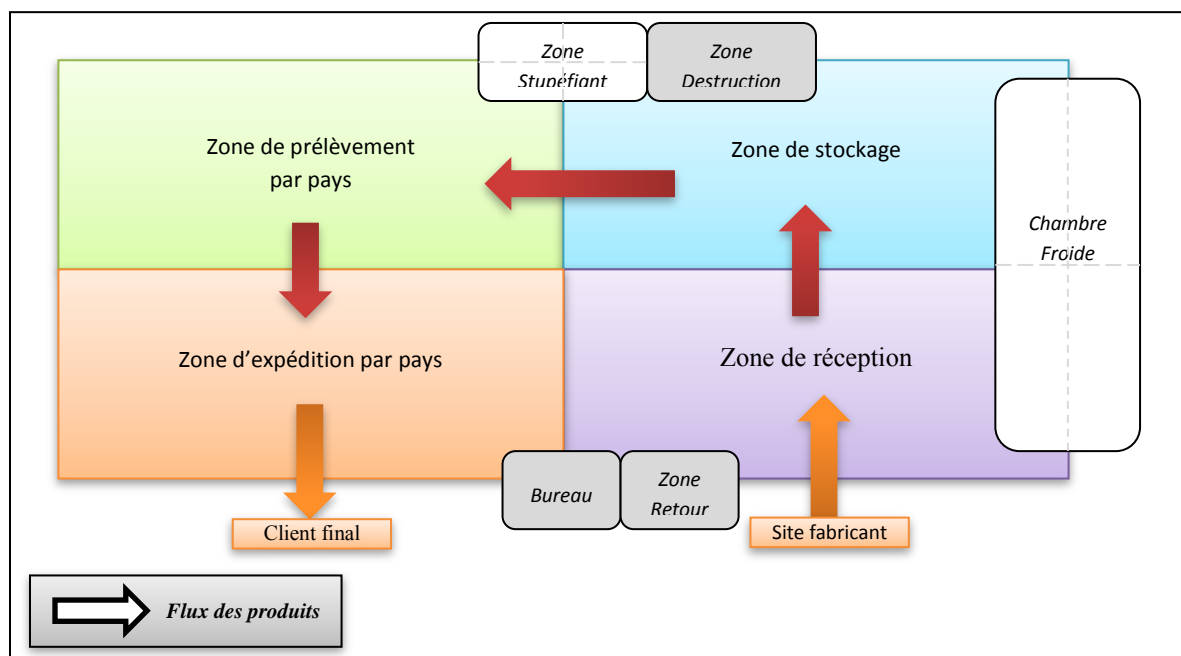 Zone
Stupéfiant
Zone
Destruction
Zone de prélèvement
par pays
Zone de stockage
Chambre
Froide
Zone d’expédition par pays
Zone de réception
Bureau
Zone
Retour
Client final
Site fabricant
Flux des produits